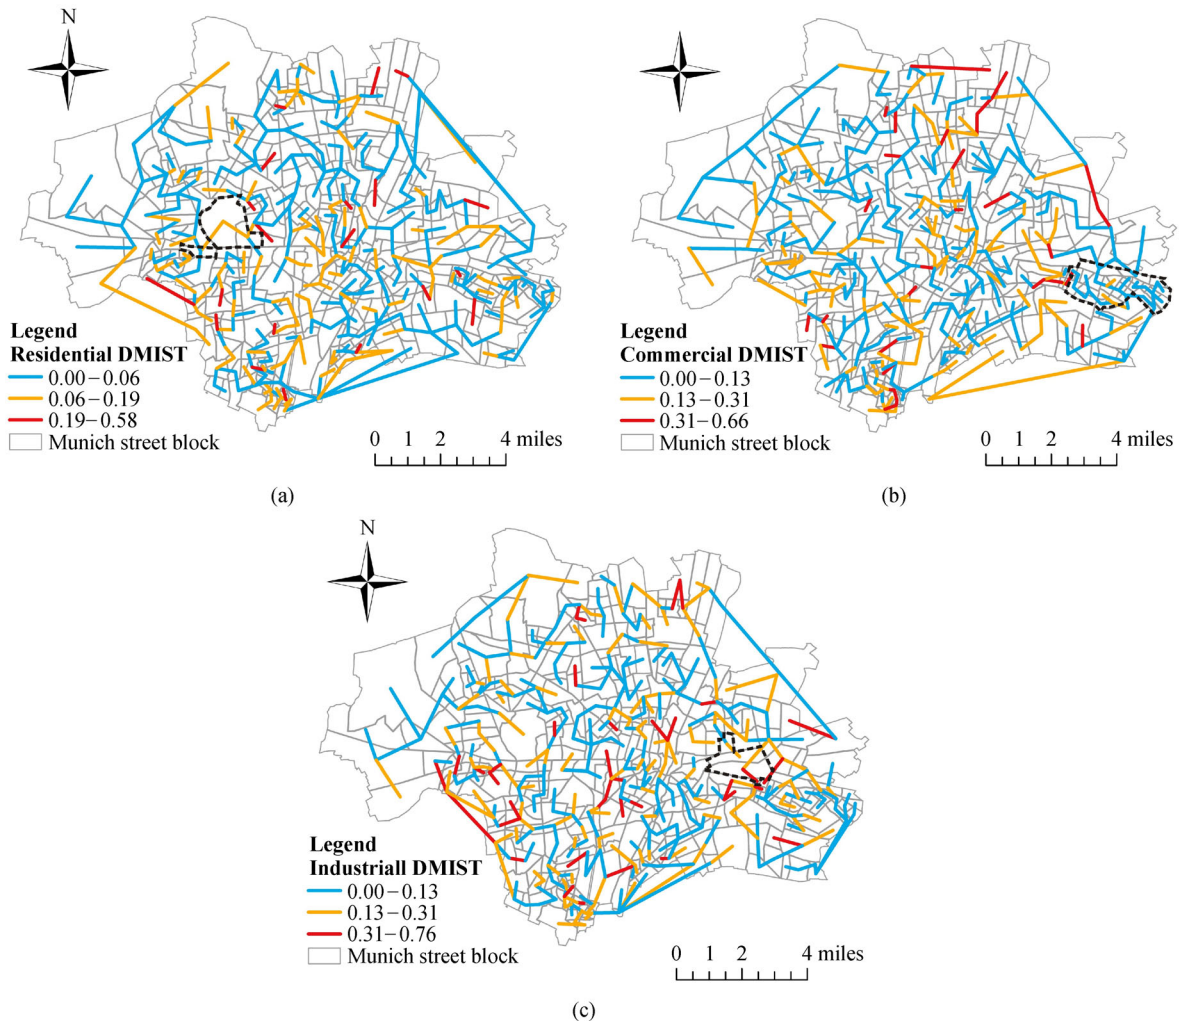 N
Legend
Residential DMIST
0.00−0.06
0.06−0.19
0.19−0.58
Munich street block
0 1 2 4 miles
(a)
N
Legend
Commercial DMIST
0.00−0.13
0.13−0.31
0.31−0.66
Munich street block
0 1 2 4 miles
(b)
N
Legend
Industriall DMIST
0.00−0.13
0.13−0.31
0.31−0.76
Munich street block
0 1 2 4 miles
(c)